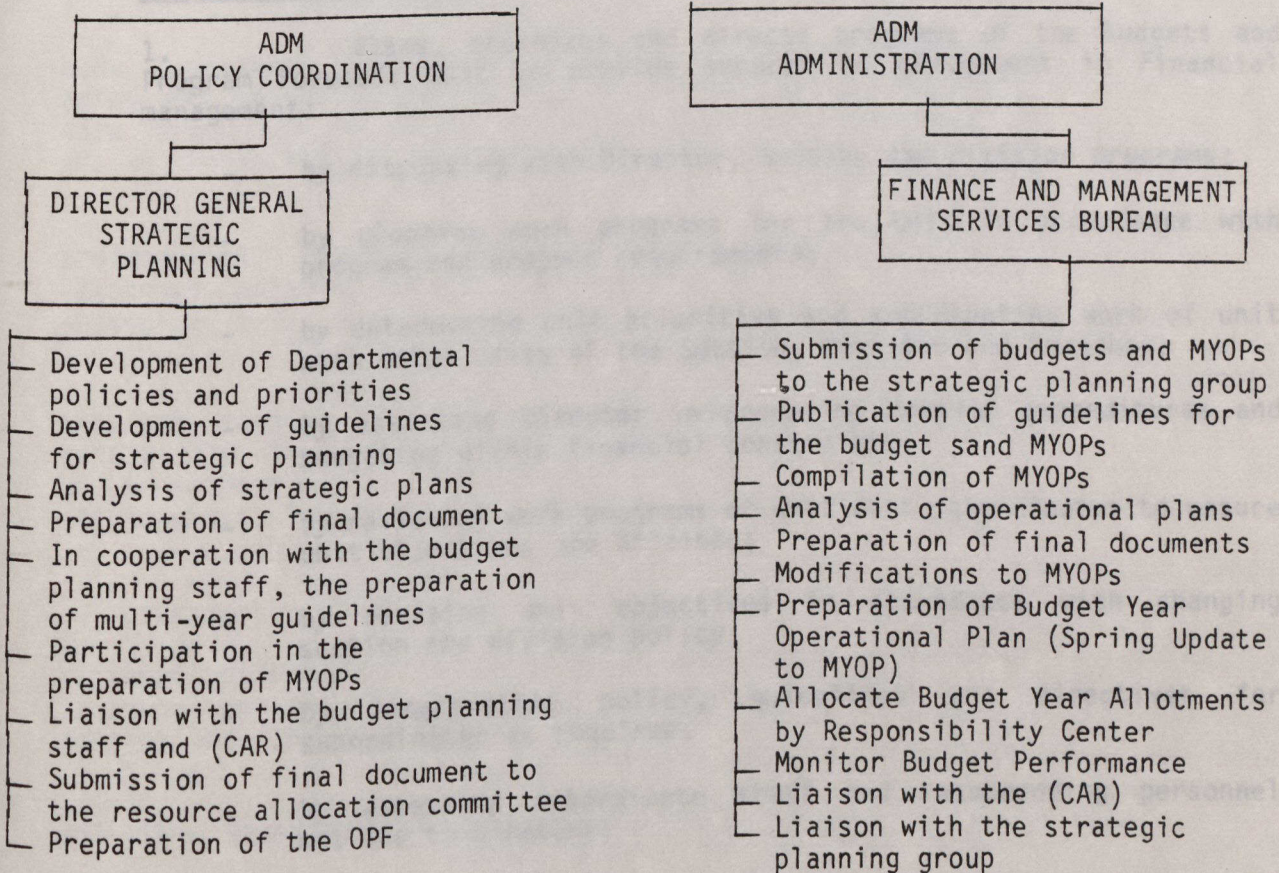 ADM
POLICY COORDINATION
DIRECTOR GENERAL
STRATEGIC
PLANNING
Development of Departmental
policies and priorities
Development of guidelines
for strategic planning
Analysis of strategic plans
Preparation of final document
In cooperation with the budget
planning staff, the preparation
of multi-year guidelines
Participation in the
preparation of MYOPs
Liaison with the budget planning
staff and (CAR)
Submission of final document to
the resource allocation committee
Preparation of the OPF
ADM
ADMINISTRATION
FINANCE AND MANAGEMENT
SERVICES BUREAU
Submission of budgets and MYOPs
to the strategic planning group
Publication of guidelines for
the budget sand MYOPs
Compilation of MYOPs
Analysis of operational plans
Preparation of final documents
Modifications to MYOPs
Preparation of Budget Year
Operational Plan (Spring Update
to MYOP)
Allocate Budget Year Allotments
by Responsibility Center
Monitor Budget Performance
Liaison with the (CAR)
Liaison with the strategic
planning group